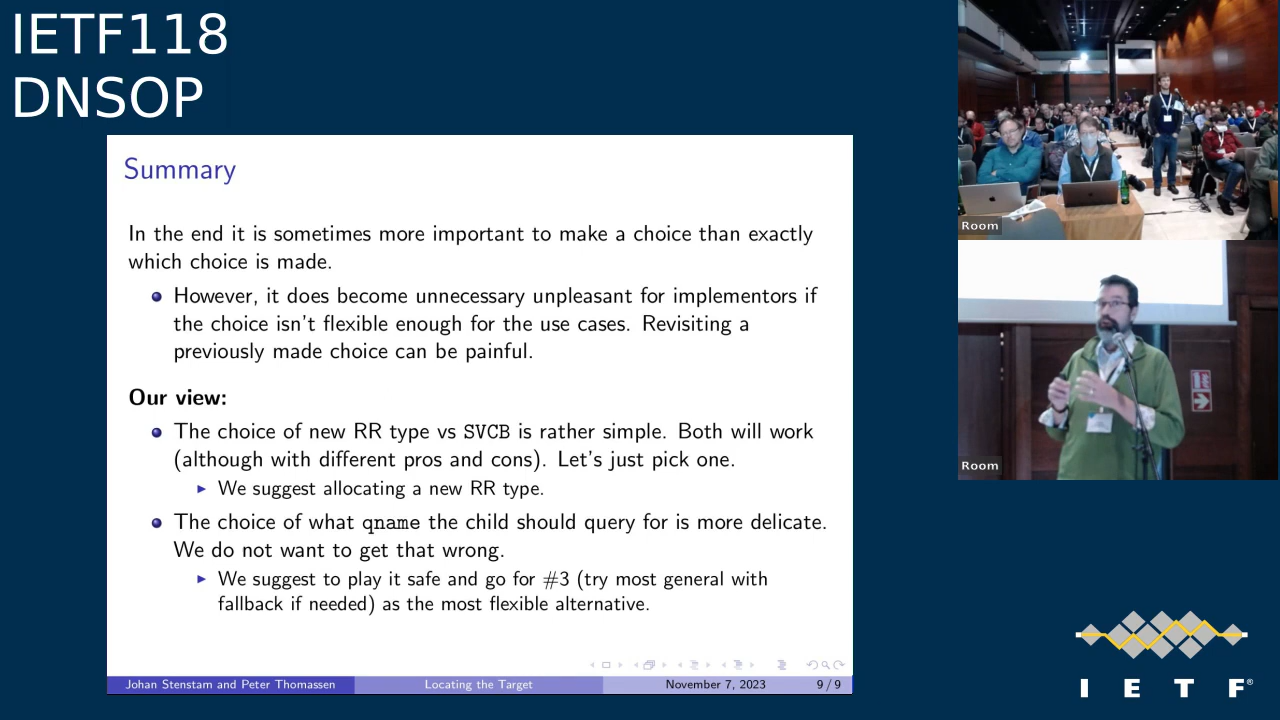 IETF118
DNSOP
Summary
In the end it is sometimes more important to make a choice than exactly
which choice is made.
However, it does become unnecessary unpleasant for implementors if
the choice isn't flexible enough for the use cases. Revisiting a
previously made choice can be painful.
Our view:
The choice of new RR type vs SVCB is rather simple. Both will work
(although with different pros and cons). Let's just pick one.
We suggest allocating a new RR type.
The choice of what qname the child should query for is more delicate.
We do not want to get that wrong.
We suggest to play it safe and go for #3 (try most general with
fallback if needed) as the most flexible alternative.
Johan Stenstam and Peter Thomassen
Locating the Target
November 7, 2023
9 / 9
Room
Room
I E T F®